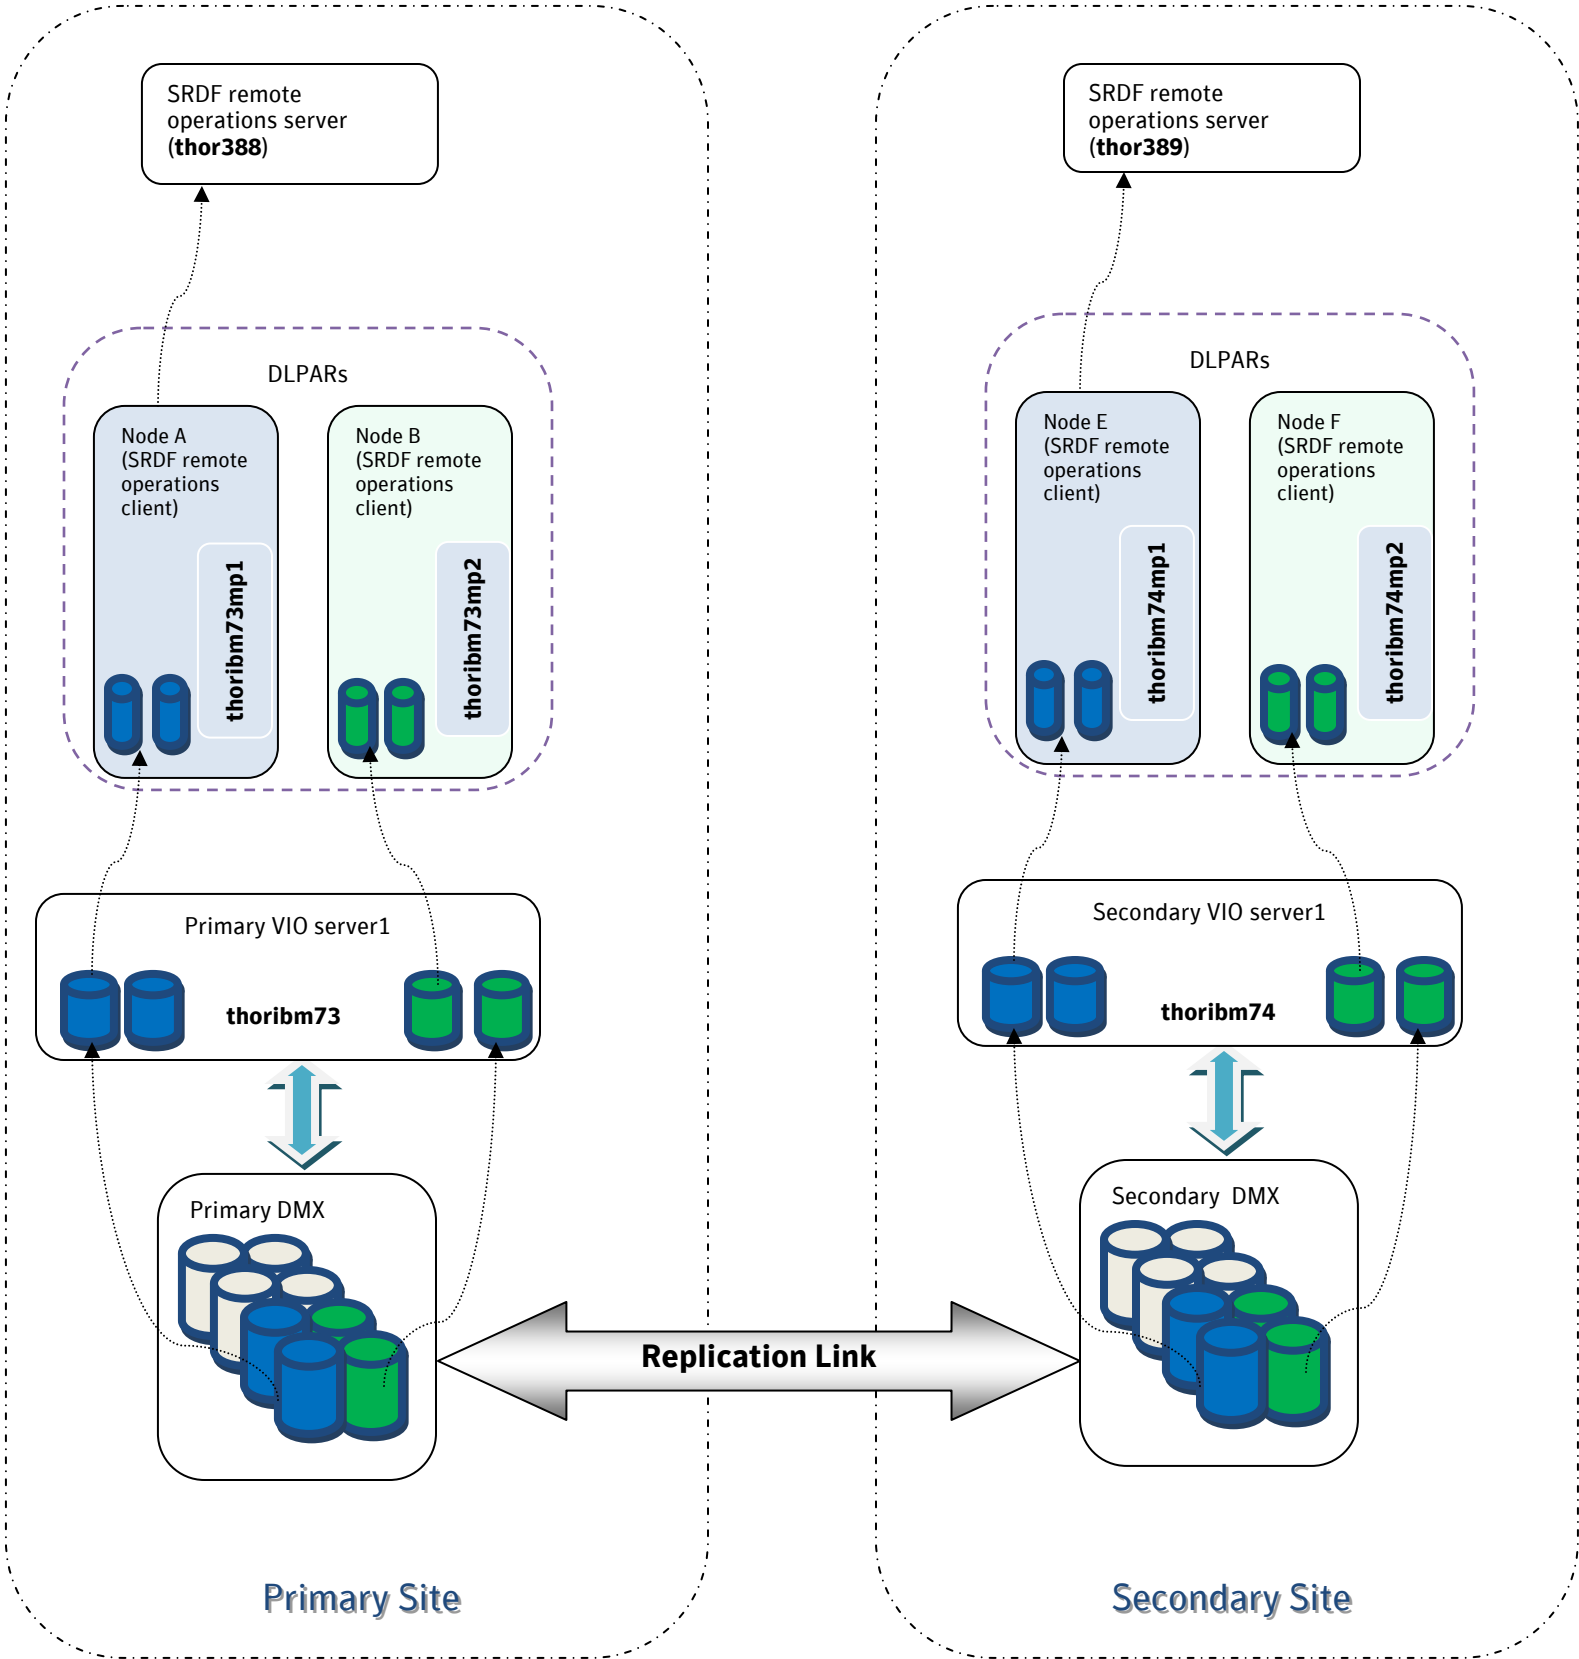 SRDF remote
operations server
(thor388)
DLPARs
Node A
(SRDF remote
operations
client)
thoribm73mp1
Node B
(SRDF remote
operations
client)
thoribm73mp2
Primary VIO server1
thoribm73
Primary DMX
Primary Site
Replication Link
SRDF remote
operations server
(thor389)
DLPARs
Node E
(SRDF remote
operations
client)
thoribm74mp1
Node F
(SRDF remote
operations
client)
thoribm74mp2
Secondary VIO server1
thoribm74
Secondary DMX
Secondary Site